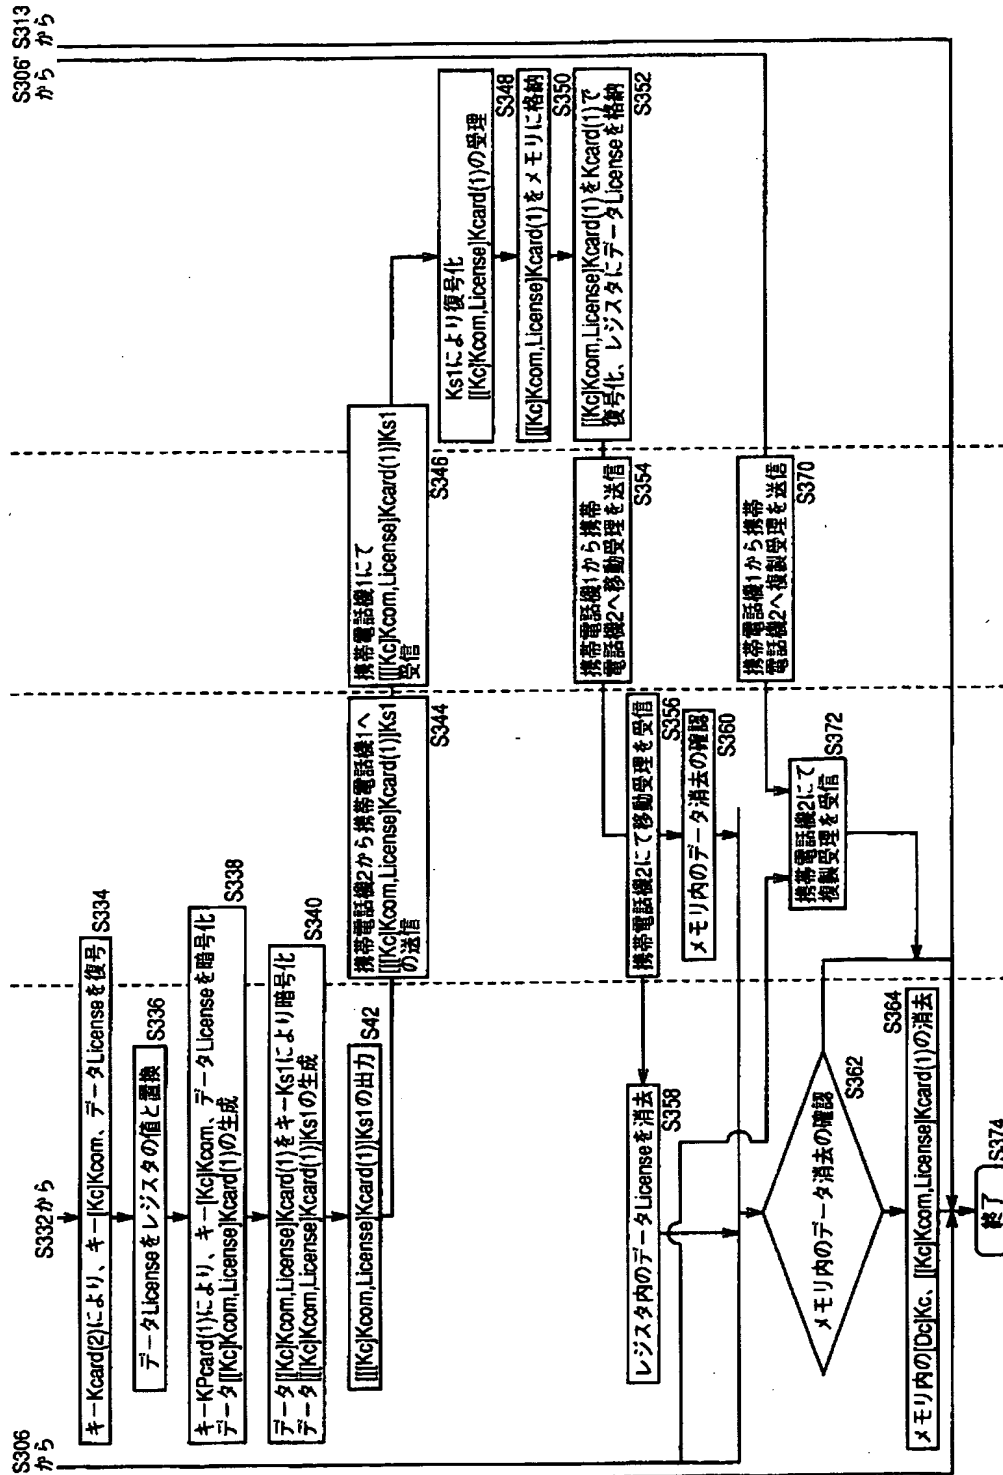 S306
から
S332から
S306'
から
S313
から
キーKcard(2)により、キー[Kc]Kcom、データLicenseを復号
S334
データLicenseをレジスタの値と置換
S336
キーKPcard(1)により、キー[Kc]Kcom、データLicenseを暗号化
データ[[Kc]Kcom,License]Kcard(1)の生成
S338
データ[[Kc]Kcom,License]Kcard(1)をキーKs1により暗号化
データ[[[Kc]Kcom,License]Kcard(1)]Ks1の生成
S340
[[[Kc]Kcom,License]Kcard(1)]Ks1の出力
S42
携帯電話機2から携帯電話機1へ
[[[Kc]Kcom,License]Kcard(1)]Ks1
の送信
S344
携帯電話機1にて
[[[Kc]Kcom,License]Kcard(1)]Ks1
受信
S346
Ks1により復号化
[[Kc]Kcom,License]Kcard(1)の受理
S348
[[Kc]Kcom,License]Kcard(1)をメモリに格納
S350
[[Kc]Kcom,License]Kcard(1)をKcard(1)で
復号化、レジスタにデータLicenseを格納
S352
携帯電話機1から携帯
電話機2へ移動受理を送信
S354
携帯電話機2にて移動受理を受信
S356
レジスタ内のデータLicenseを消去
S358
メモリ内のデータ消去の確認
S360
携帯電話機1から携帯
電話機2へ複製受理を送信
S370
携帯電話機2にて
複製受理を受信
S372
メモリ内のデータ消去の確認
S362
メモリ内の[Dc]Kc、[[Kc]Kcom,License]Kcard(1)の消去
S364
終了
S374